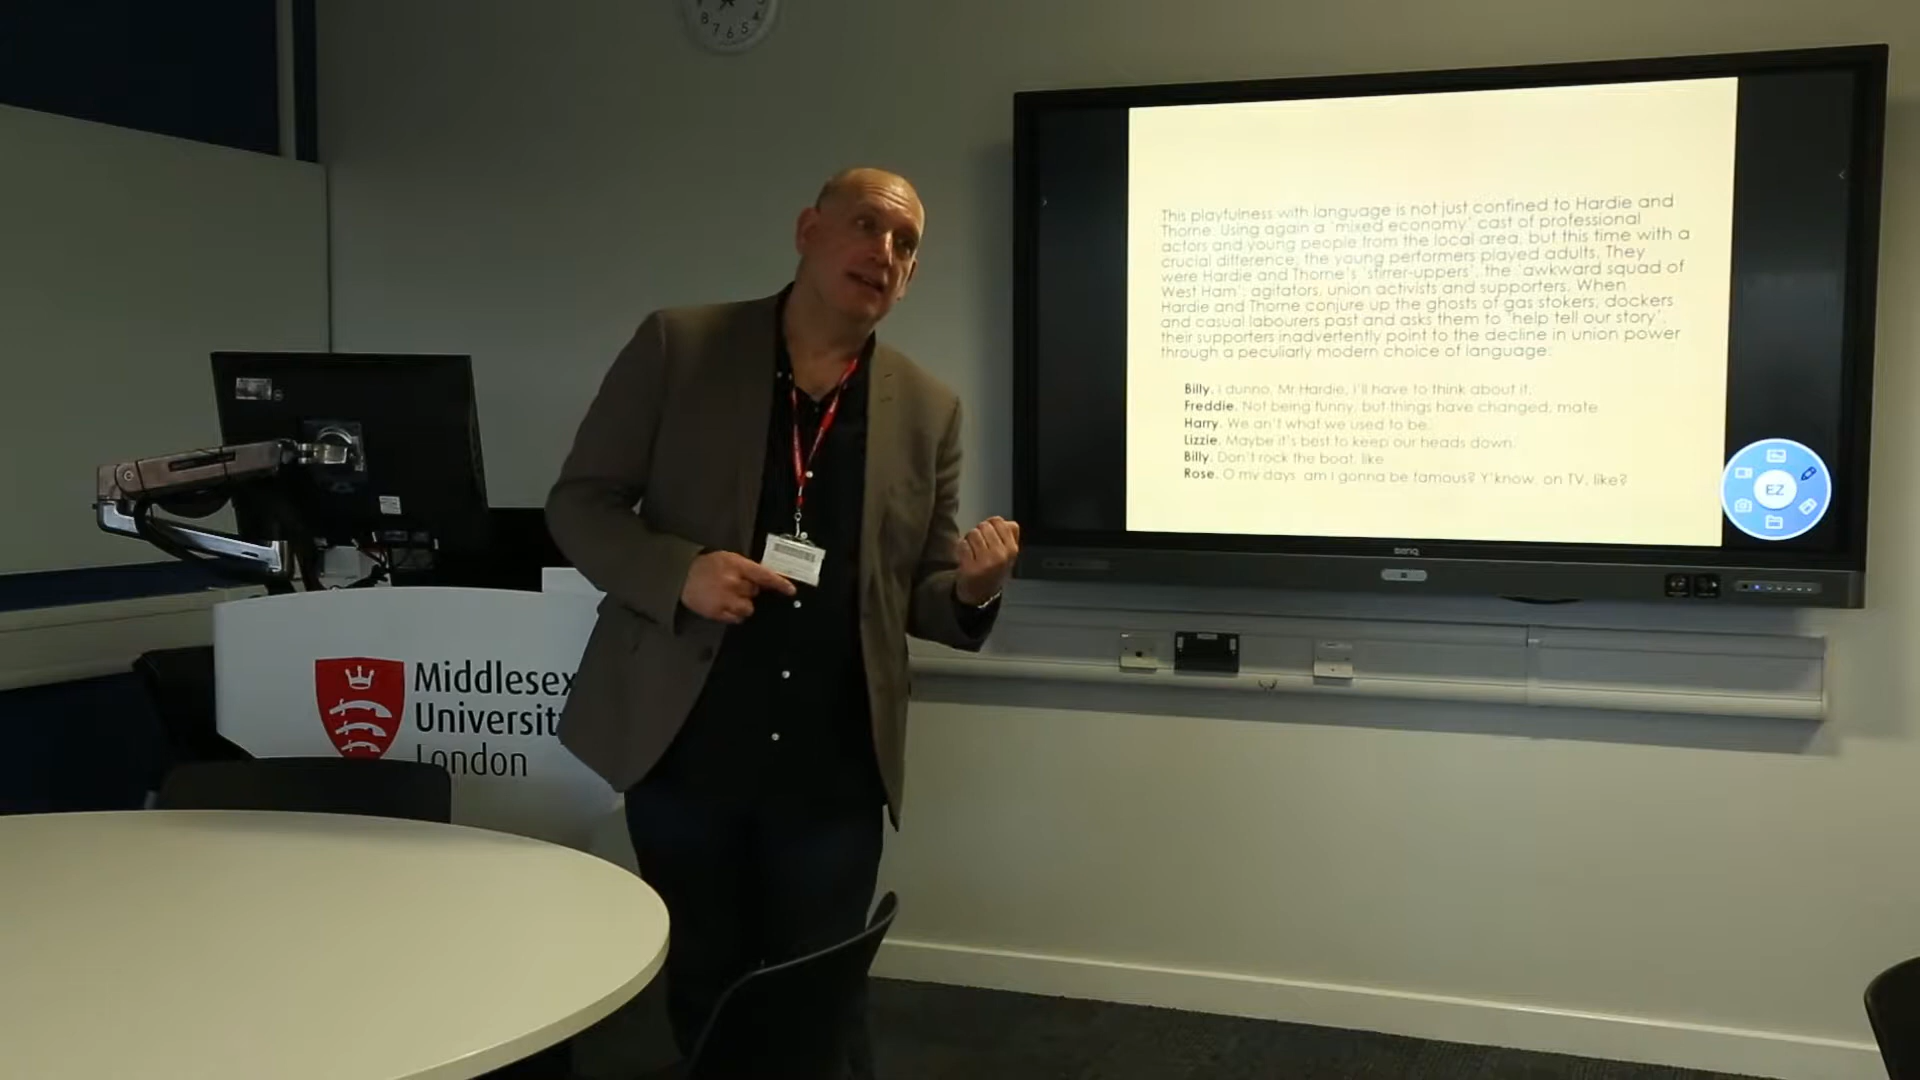 8 7 6 5 4
This playfulness with language is not just confined to Hardie and
Thorne. Using again a 'mixed economy' cast of professional
actors and young people from the local area, but this time with a
crucial difference, the young performers played adults. They
were Hardie and Thorne's 'stirrer-uppers', the 'awkward squad of
West Ham'; agitators, union activists and supporters. When
Hardie and Thorne conjure up the ghosts of gas stokers, dockers
and casual labourers past and asks them to 'help tell our story',
their supporters inadvertently point to the decline in union power
through a peculiarly modern choice of language:
Billy. I dunno, Mr Hardie, I'll have to think about it.
Freddie. Not being funny, but things have changed, mate
Harry. We an't what we used to be.
Lizzie. Maybe it's best to keep our heads down.
Billy. Don't rock the boat, like
Rose. O my days, am I gonna be famous? Y'know, on TV, like?
EZ
BenQ
Middlesex
Universit
London